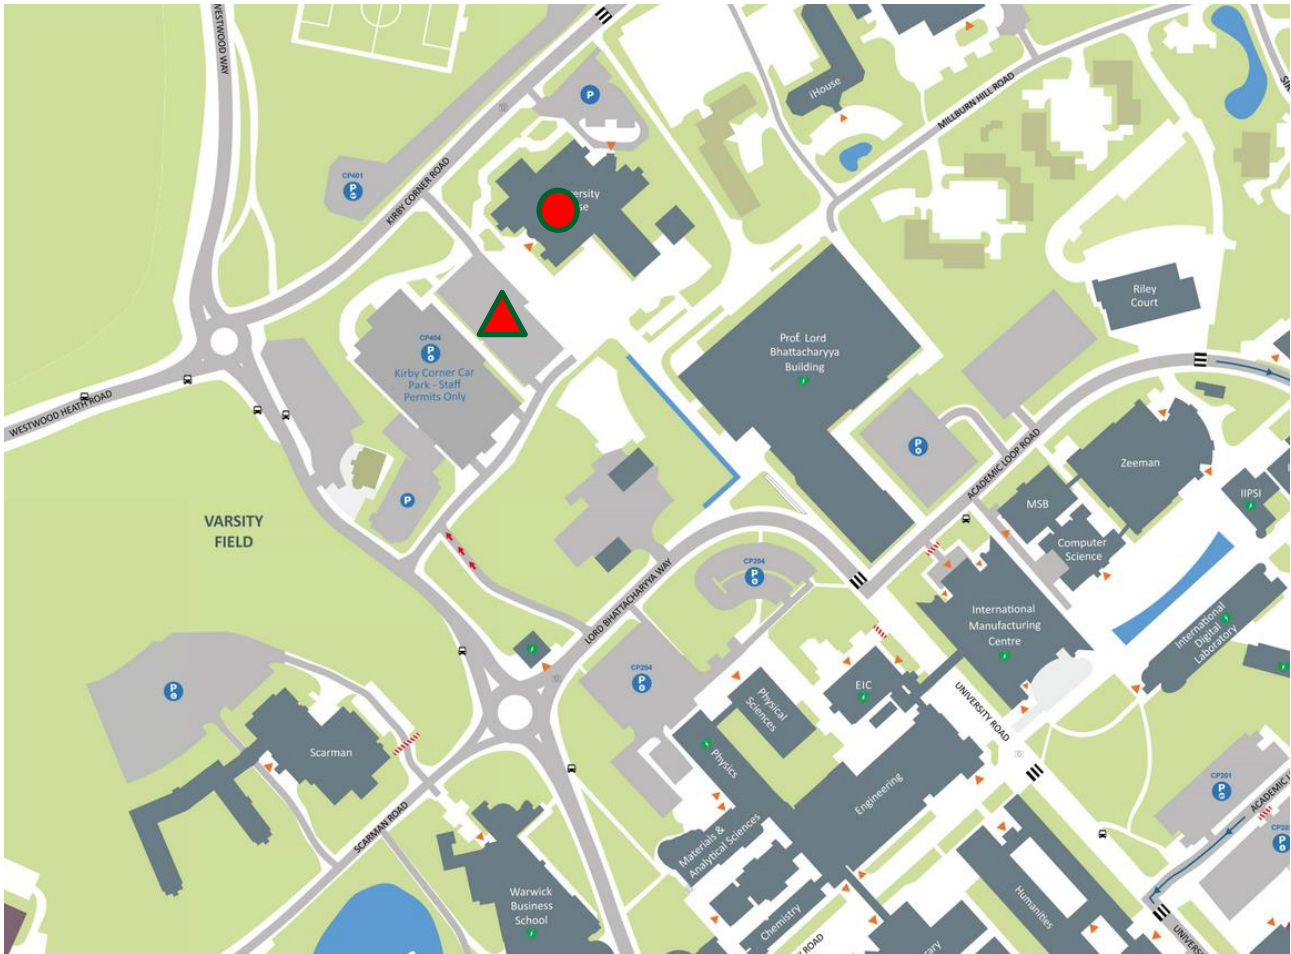 WESTWOOD WAY
P
iHouse
MILLBURN HILL ROAD
CP401
P
KIRBY CORNER ROAD
Riley
Court
Prof. Lord
Bhattacharyya
Building
CP404
P
Kirby Corner Car
Park - Staff
Permits Only
WESTWOOD HEATH ROAD
P
ACADEMIC LOOP ROAD
Zeeman
MSB
IIPSI
P
VARSITY
FIELD
Computer
Science
CP204
P
LORD BHATTACHARYYA WAY
International
Manufacturing
Centre
International
Digital
Laboratory
CP204
P
P
EIC
Physical
Sciences
UNIVERSITY ROAD
Scarman
Physics
Engineering
CP201
P
SCARMAN ROAD
Materials &
Analytical Sciences
P
Warwick
Business
School
Humanities
Chemistry
ROAD